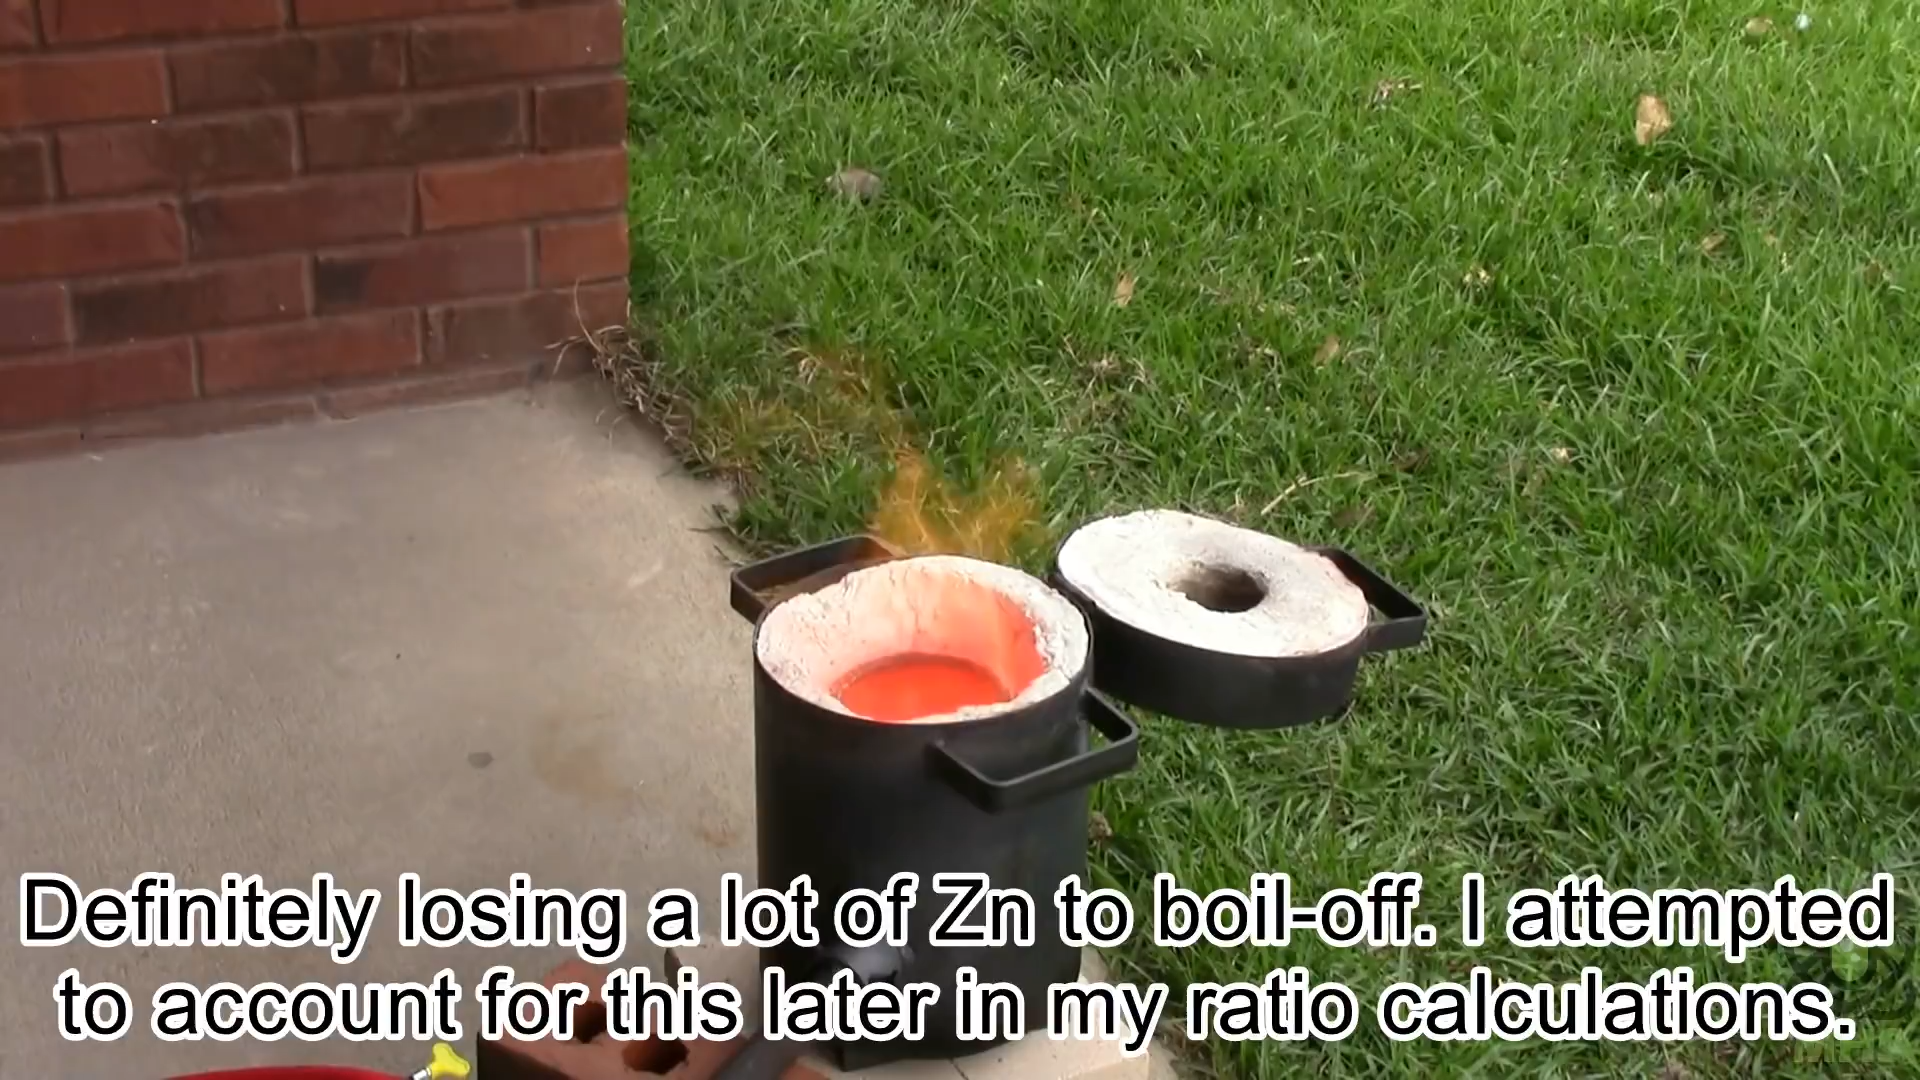 Definitely losing a lot of Zn to boil-off. I attempted
to account for this later in my ratio calculations.